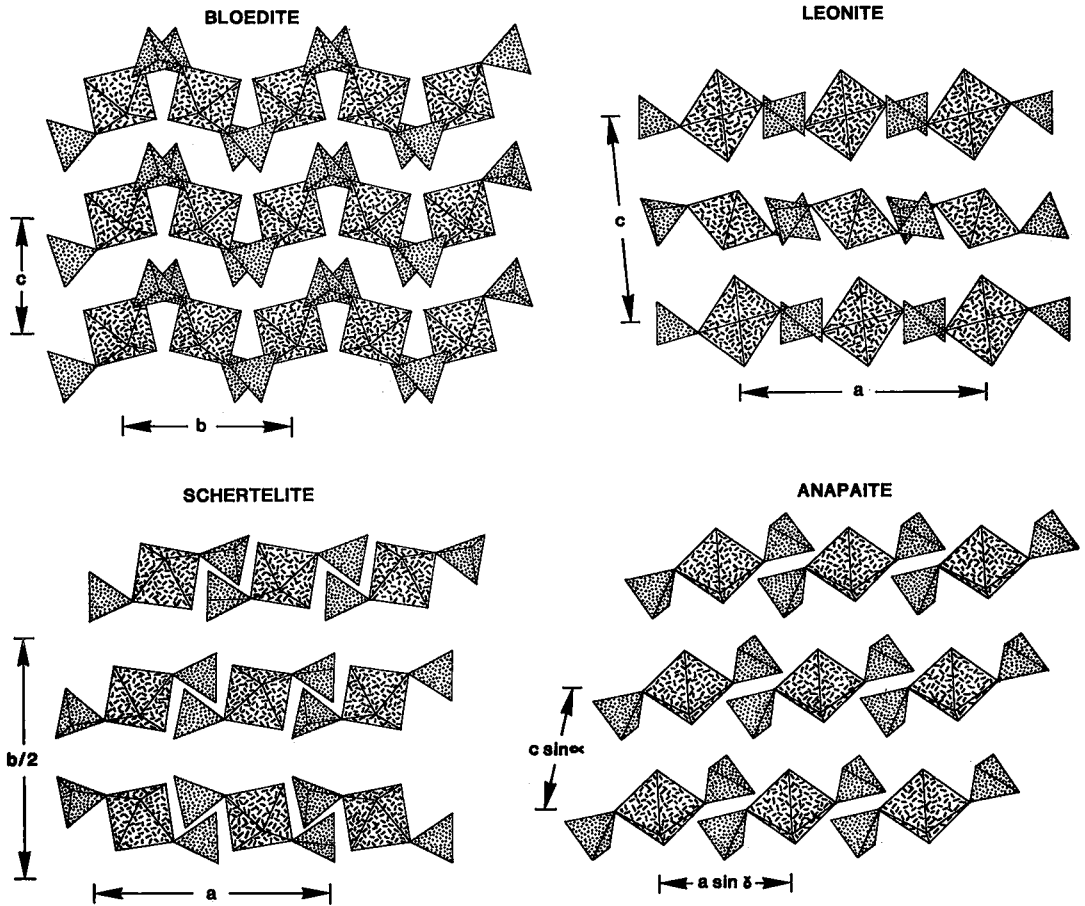 BLOEDITE
c
b
LEONITE
c
a
SCHERTELITE
b/2
a
ANAPAITE
c sin∝
a sin ɣ